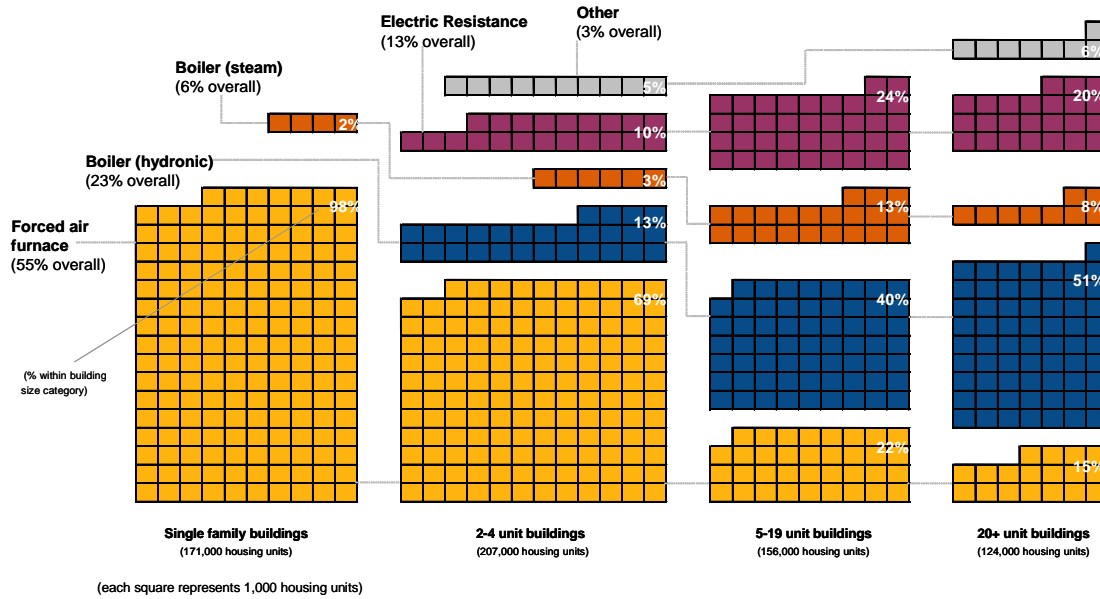 Electric Resistance
(13% overall)
Other
(3% overall)
Boiler (steam)
(6% overall)
Boiler (hydronic)
(23% overall)
Forced air
furnace
(55% overall)
(% within building
size category)
2%
98%
5%
10%
3%
13%
69%
24%
13%
40%
22%
6%
20%
8%
51%
15%
Single family buildings
(171,000 housing units)
2-4 unit buildings
(207,000 housing units)
5-19 unit buildings
(156,000 housing units)
20+ unit buildings
(124,000 housing units)
(each square represents 1,000 housing units)